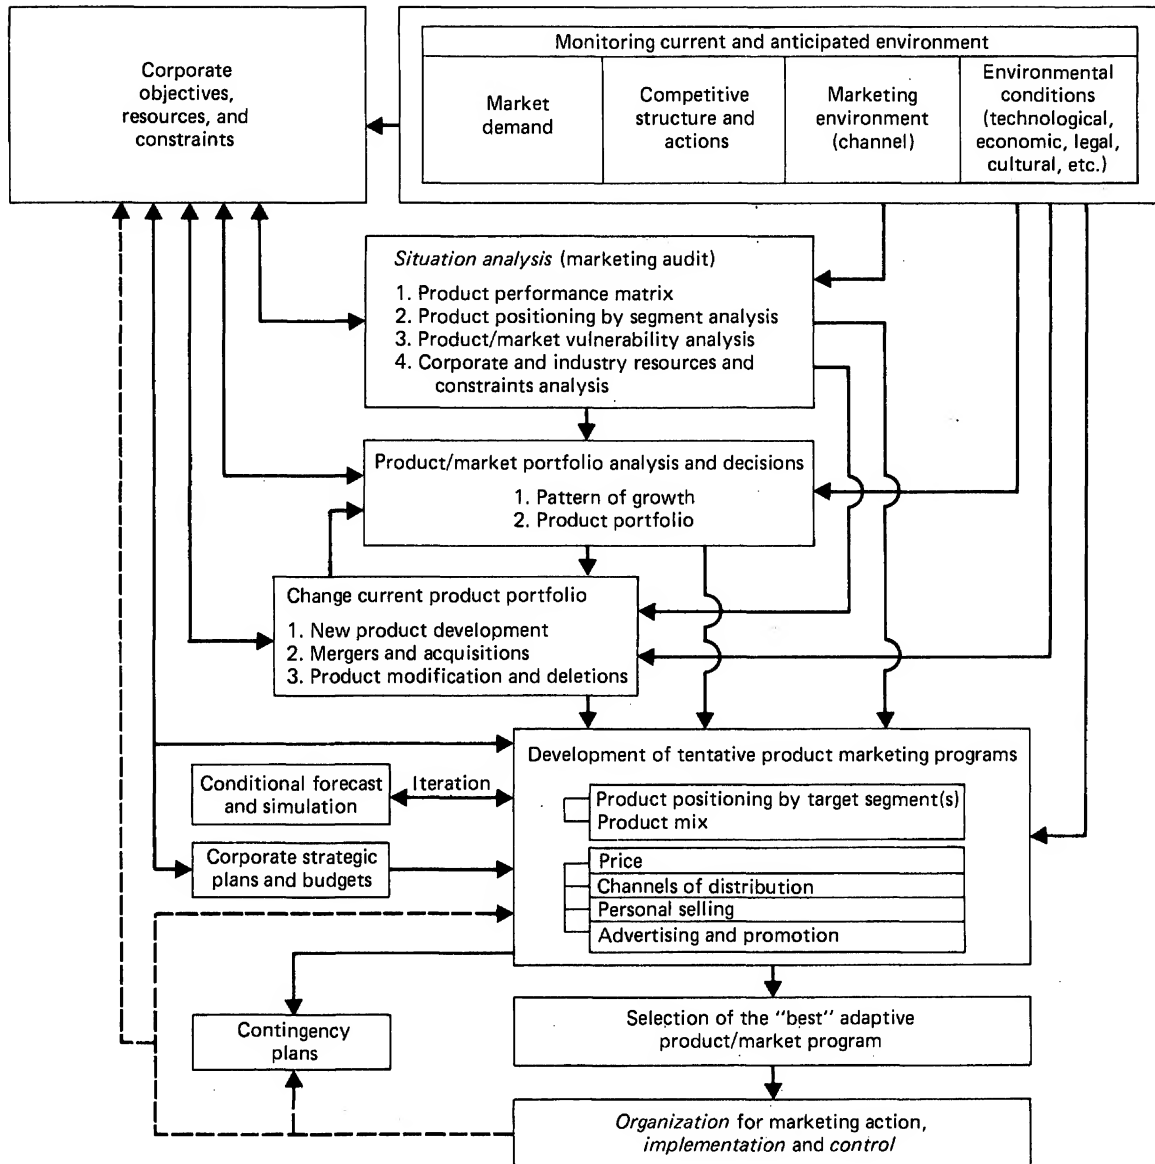 Corporate
objectives,
resources, and
constraints
Monitoring current and anticipated environment
Market
demand
Competitive
structure and
actions
Marketing
environment
(channel)
Environmental
conditions
(technological,
economic, legal,
cultural, etc.)
Situation analysis (marketing audit)
1. Product performance matrix
2. Product positioning by segment analysis
3. Product/market vulnerability analysis
4. Corporate and industry resources and
constraints analysis
Product/market portfolio analysis and decisions
1. Pattern of growth
2. Product portfolio
Change current product portfolio
1. New product development
2. Mergers and acquisitions
3. Product modification and deletions
Development of tentative product marketing programs
Conditional forecast
and simulation
Iteration
Product positioning by target segment(s)
Product mix
Corporate strategic
plans and budgets
Price
Channels of distribution
Personal selling
Advertising and promotion
Contingency
plans
Selection of the "best" adaptive
product/market program
Organization for marketing action,
implementation and control